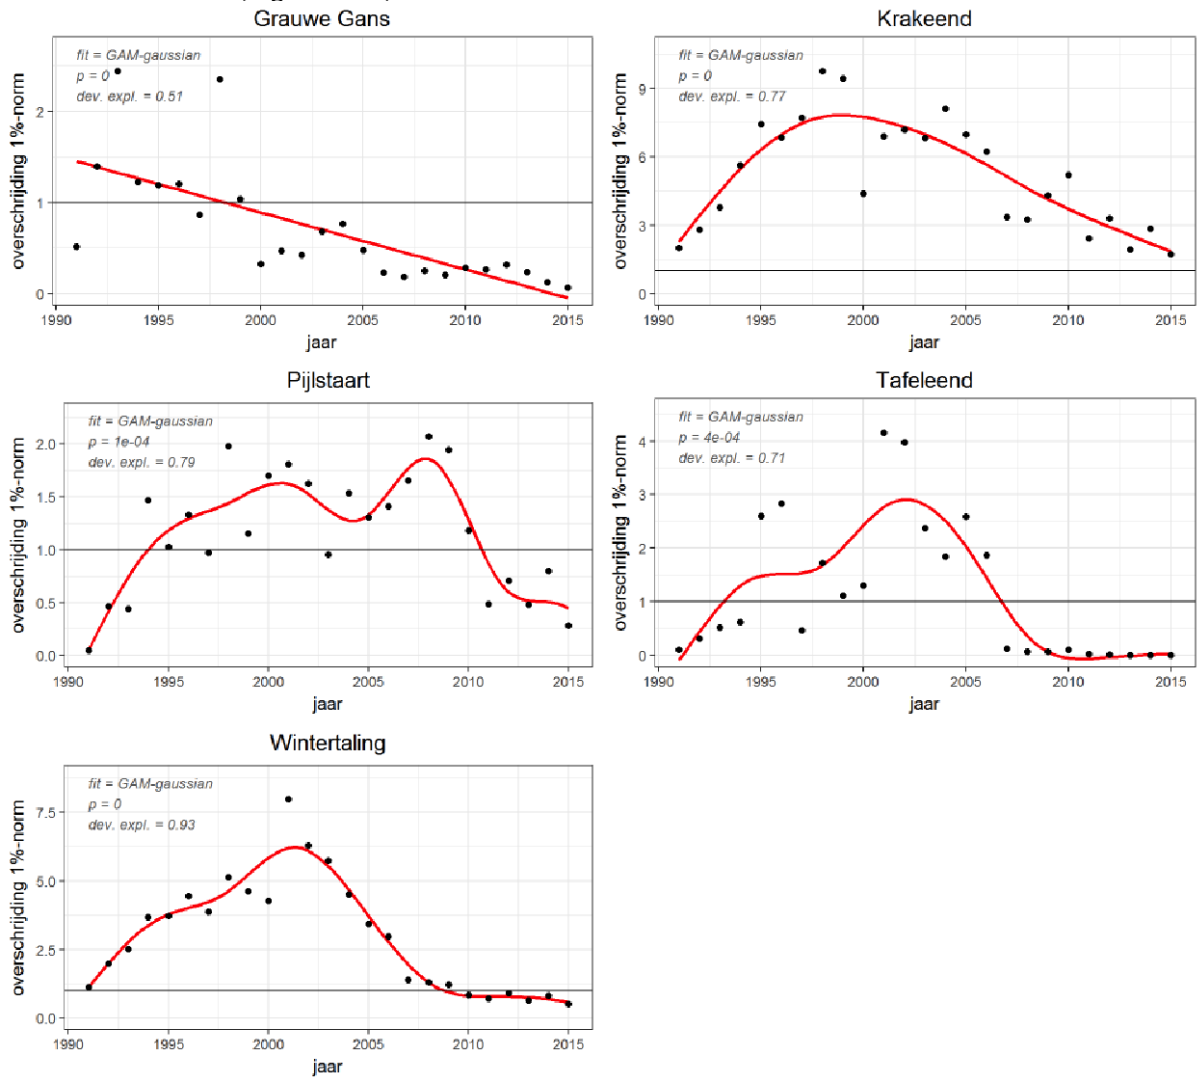 Grauwe Gans
fit = GAM-gaussian
p = 0
dev. expl. = 0.51
overschrijding 1%-norm
2
1
0
1990 1995 2000 2005 2010 2015
jaar
Krakeend
fit = GAM-gaussian
p = 0
dev. expl. = 0.77
overschrijding 1%-norm
9
6
3
0
1990 1995 2000 2005 2010 2015
jaar
Pijlstaart
fit = GAM-gaussian
p = 1e-04
dev. expl. = 0.79
overschrijding 1%-norm
2.0
1.5
1.0
0.5
0.0
1990 1995 2000 2005 2010 2015
jaar
Tafeleend
fit = GAM-gaussian
p = 4e-04
dev. expl. = 0.71
overschrijding 1%-norm
4
3
2
1
0
1990 1995 2000 2005 2010 2015
jaar
Wintertaling
fit = GAM-gaussian
p = 0
dev. expl. = 0.93
overschrijding 1%-norm
7.5
5.0
2.5
0.0
1990 1995 2000 2005 2010 2015
jaar